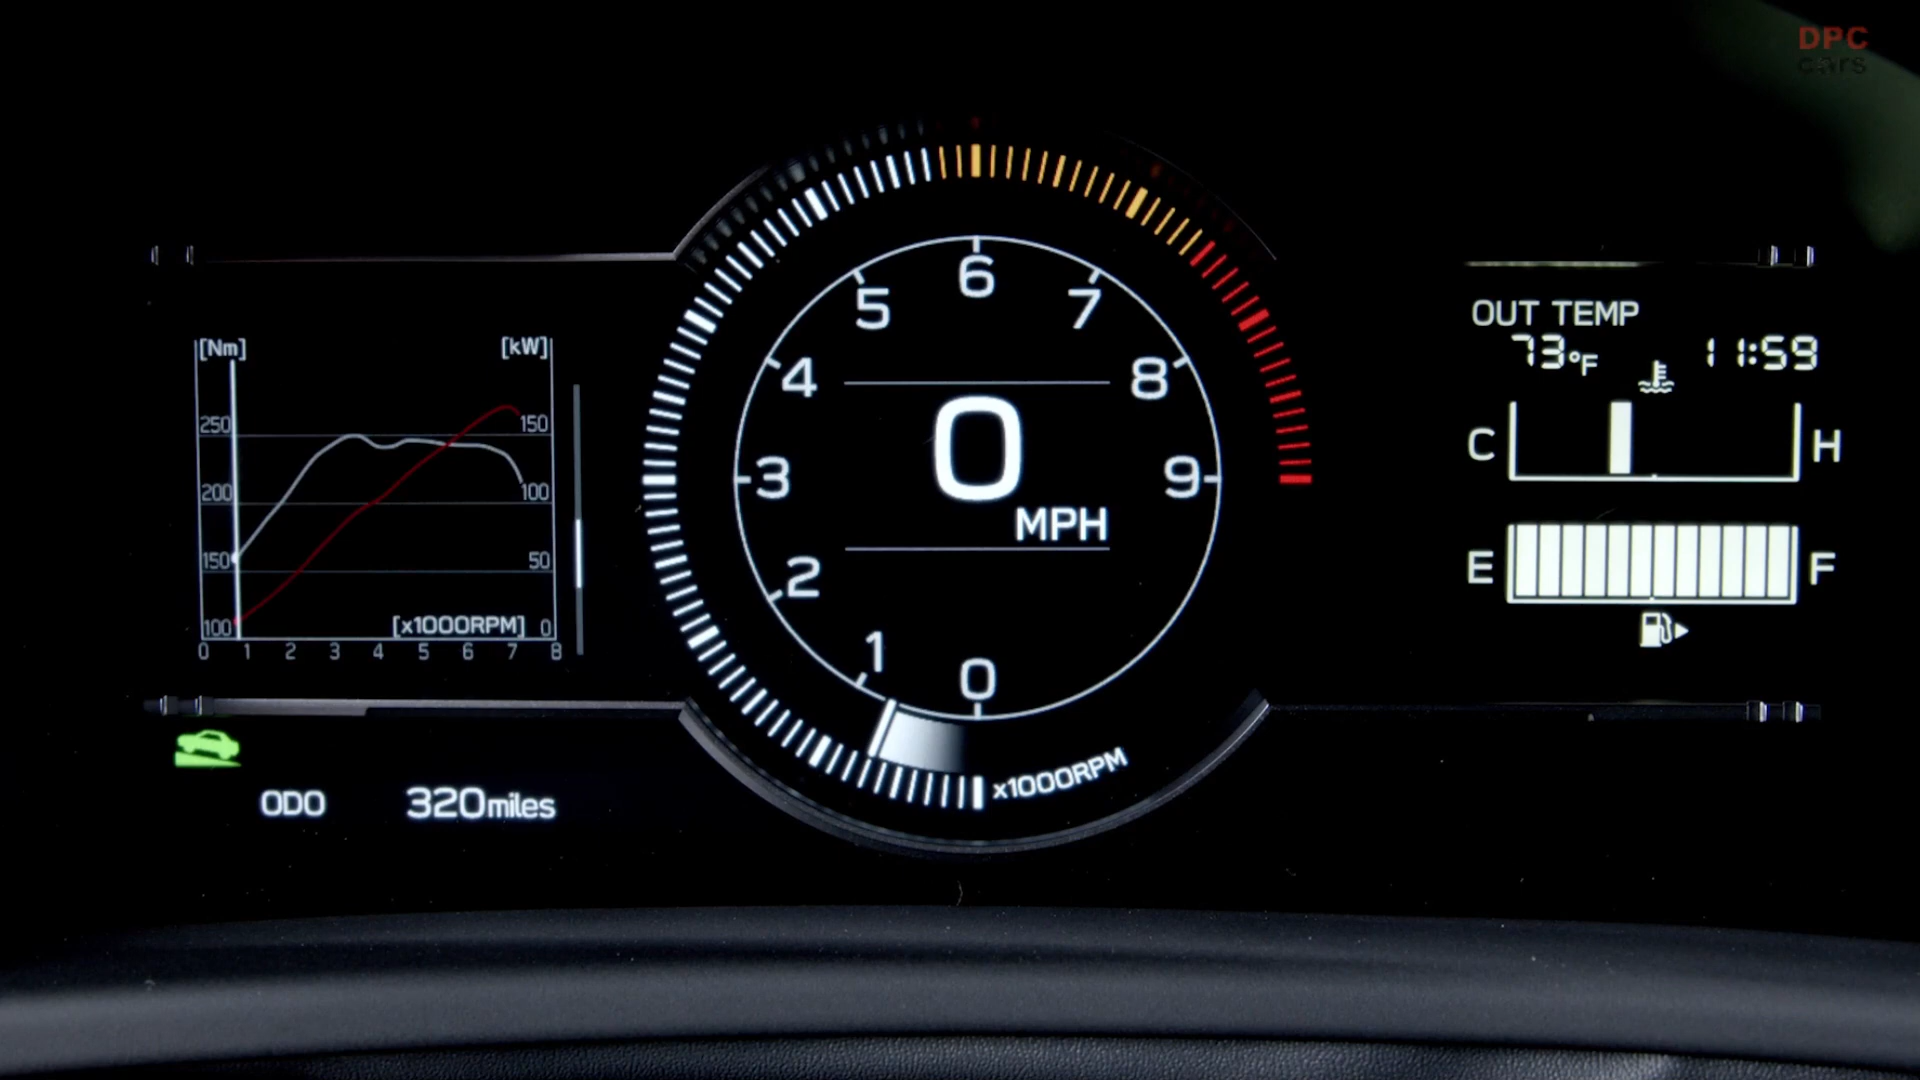 DPC
cars
[Nm] [kW]
250 150
200 100
150 50
100 [x1000RPM] 0
0 1 2 3 4 5 6 7 8
ODO 320miles
6
5 7
4 8
0
3 9
MPH
2
1 0
x1000RPM
OUT TEMP
73°F 11:59
C H
E F